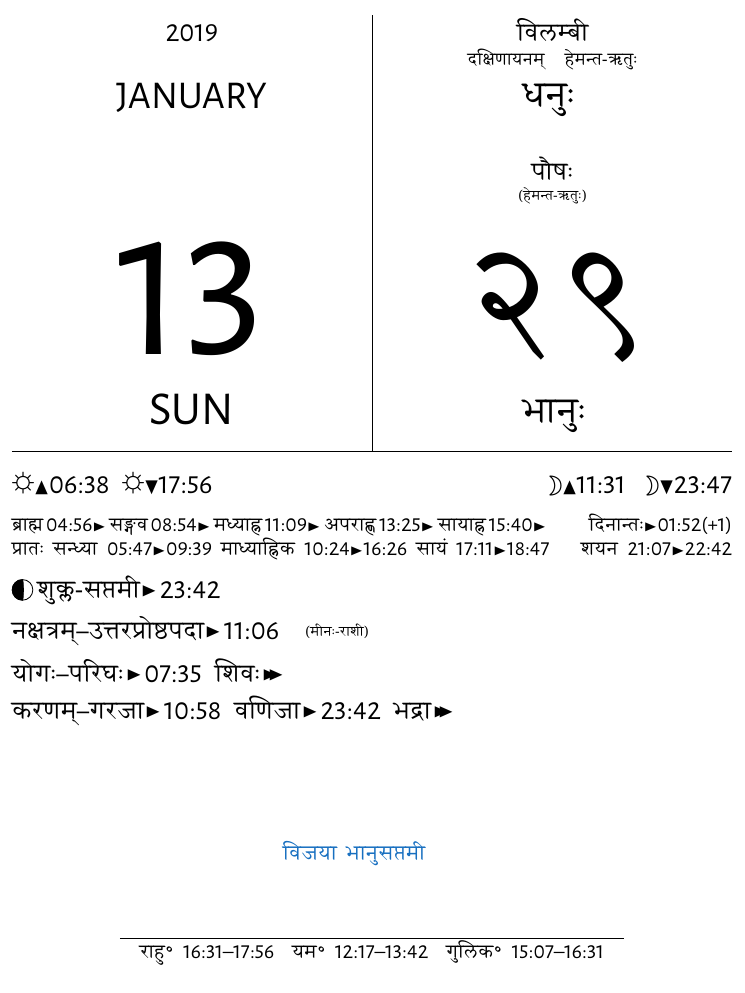 2019
JANUARY
13
SUN
विलम्बी
दक्षिणायनम् हेमन्त-ऋतुः
धनुः
पौषः
(हेमन्त-ऋतुः)
२९
भानुः
☼▲06:38 ☼▼17:56 ☽▲11:31 ☽▼23:47
ब्राह्म 04:56► सङ्गव 08:54► मध्याह्न 11:09► अपराह्ण 13:25► सायाह्न 15:40► दिनान्तः►01:52(+1)
प्रातः सन्ध्या 05:47►09:39 माध्याह्निक 10:24►16:26 सायं 17:11►18:47 शयन 21:07►22:42
शुक्ल-सप्तमी►23:42
नक्षत्रम्–उत्तरप्रोष्ठपदा►11:06 (मीनः-राशी)
योगः–परिघः►07:35 शिवः►►
करणम्–गरजा►10:58 वणिजा►23:42 भद्रा►►
विजया भानुसप्तमी
राहु° 16:31–17:56 यम° 12:17–13:42 गुलिक° 15:07–16:31